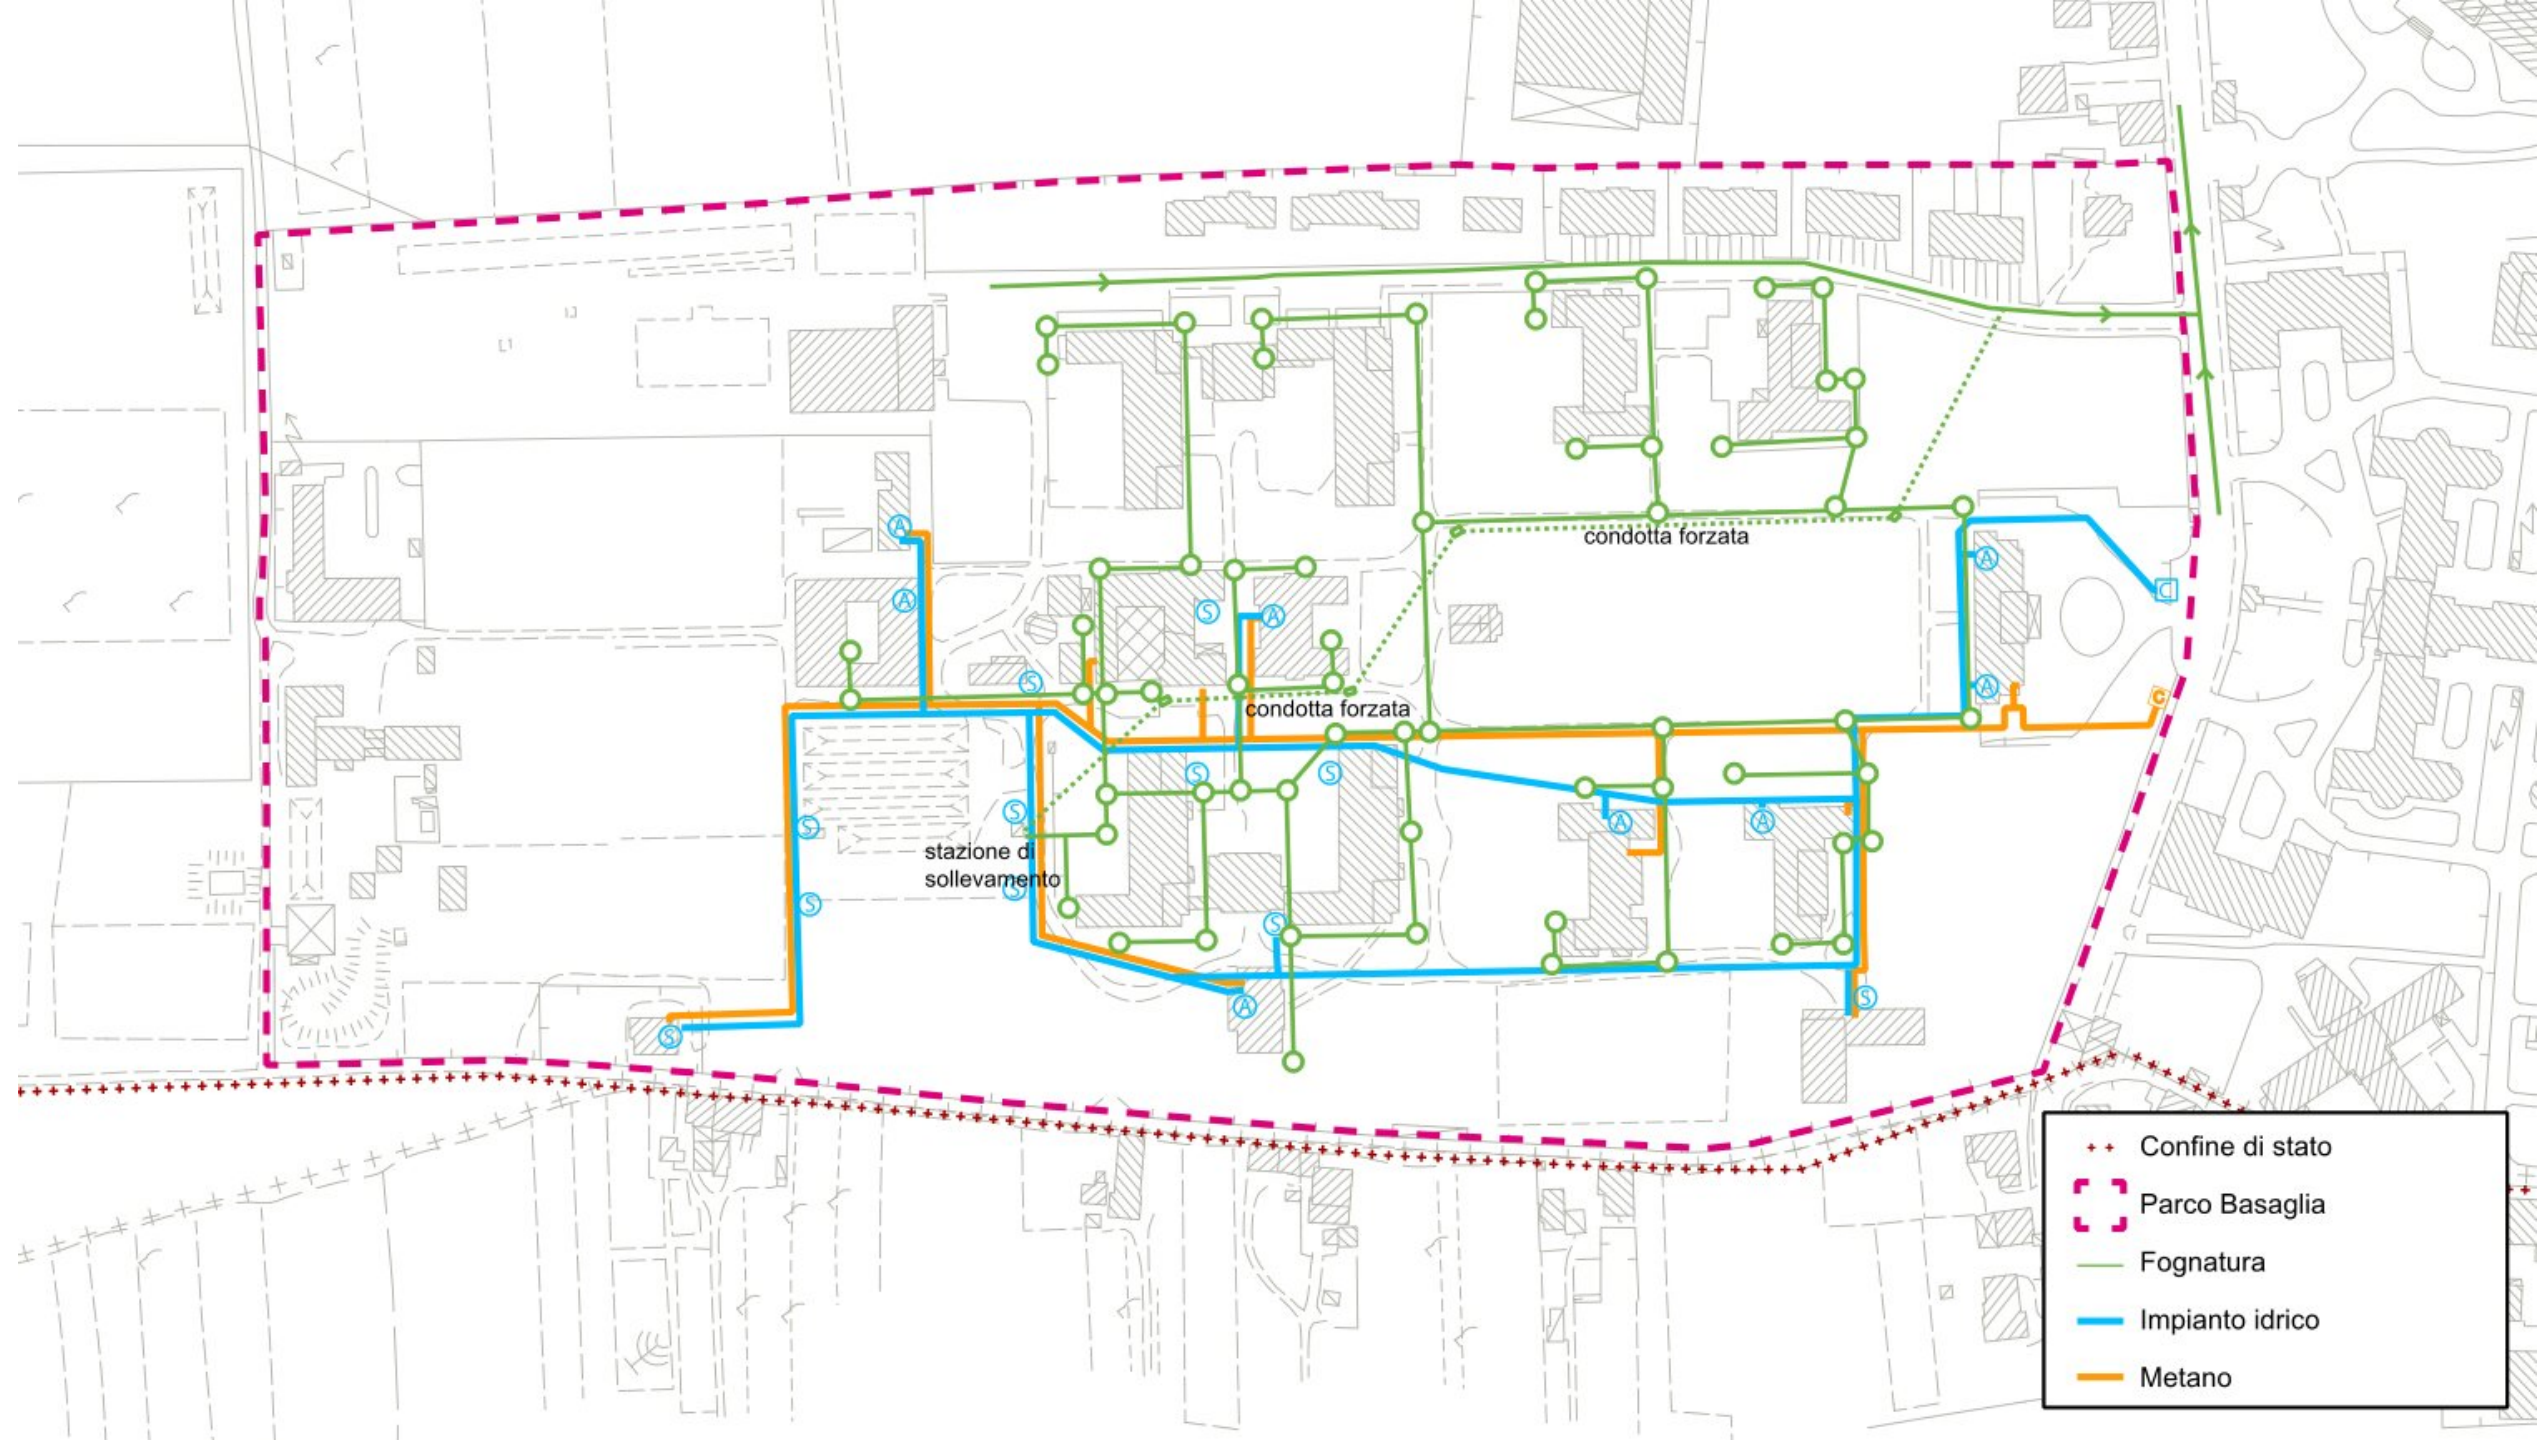 condotta forzata
A
A
A
C
S
A
S
A
C
condotta forzata
S
S
S
S
A
A
stazione di
sollevamento
S
S
S
A
S
S
Confine di stato
Parco Basaglia
Fognatura
Impianto idrico
Metano